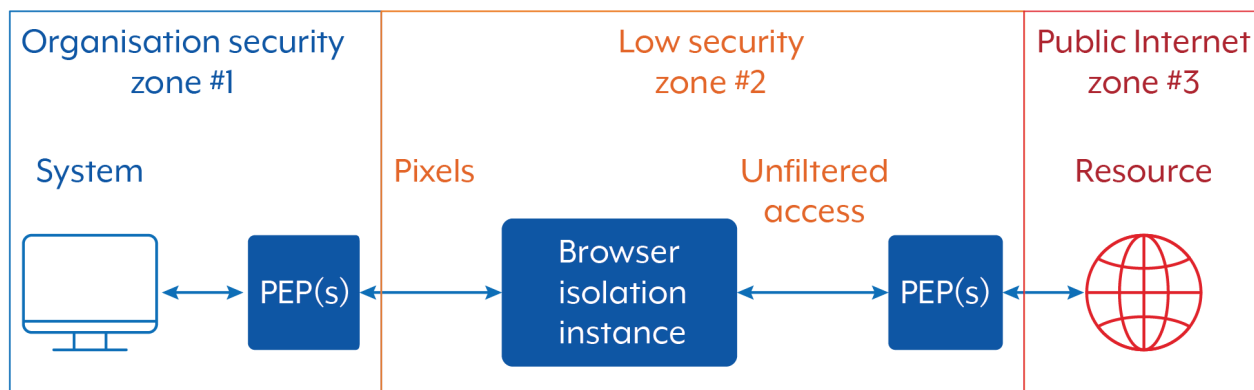 Organisation security
zone #1
Low security
zone #2
Public Internet
zone #3
System
Pixels
Unfiltered
access
Resource
PEP(s)
Browser
isolation
instance
PEP(s)